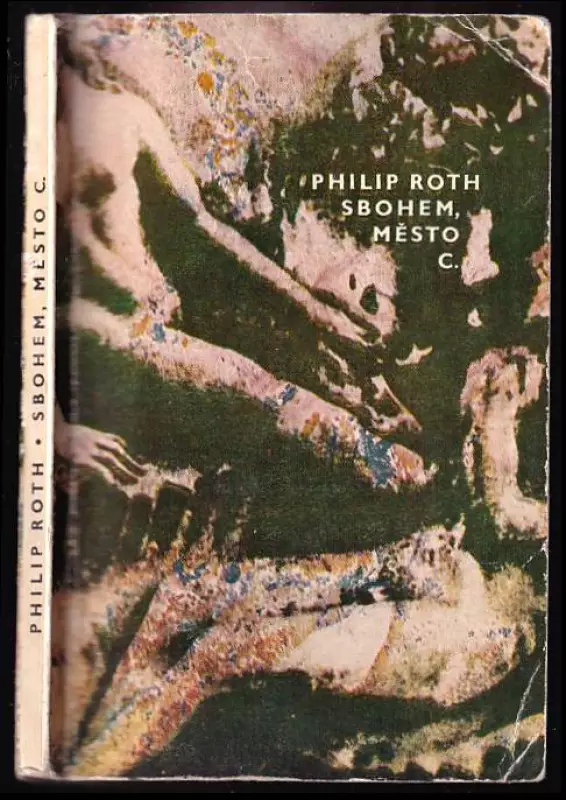 PHILIP ROTH • SBOHEM, MĚSTO C.
PHILIP ROTH
SBOHEM,
MĚSTO
C.